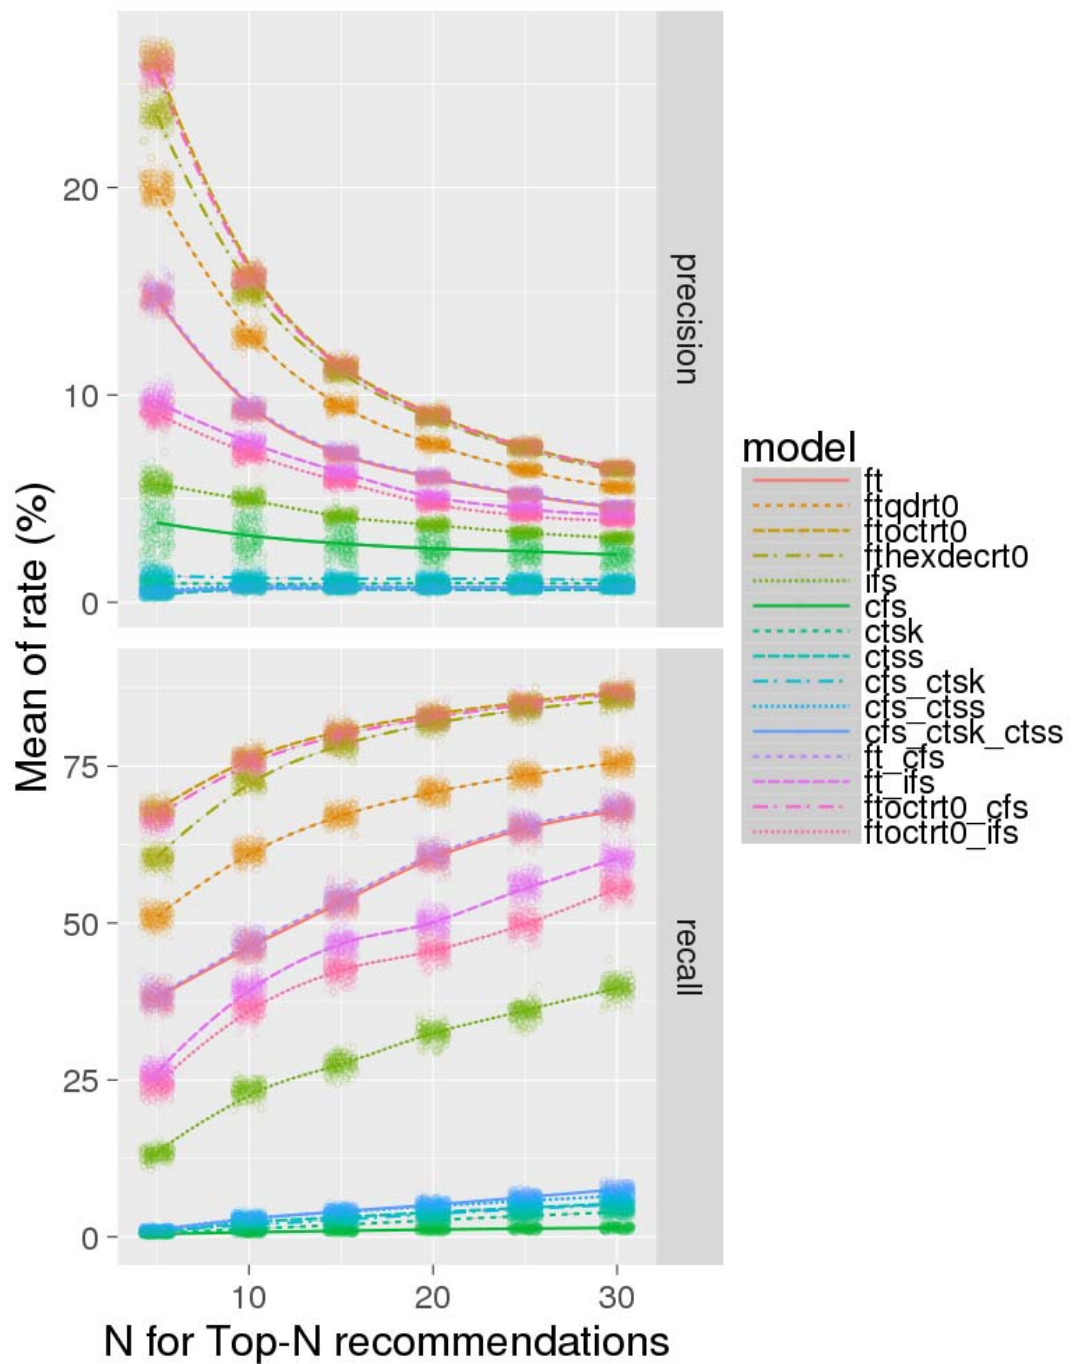 Mean of rate (%)
20
10
0
precision
75
50
25
0
recall
10 20 30
N for Top-N recommendations
model
ft
ftqdrt0
ftoctrt0
fthexdecrt0
ifs
cfs
ctsk
ctss
cfs_ctsk
cfs_ctss
cfs_ctsk_ctss
ft_cfs
ft_ifs
ftoctrt0_cfs
ftoctrt0_ifs